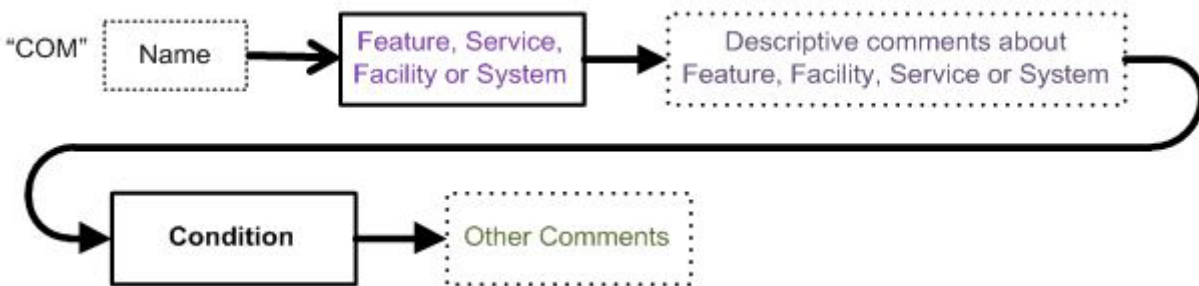 “COM”
Name
Feature, Service,
Facility or System
Descriptive comments about
Feature, Facility, Service or System
Condition
Other Comments